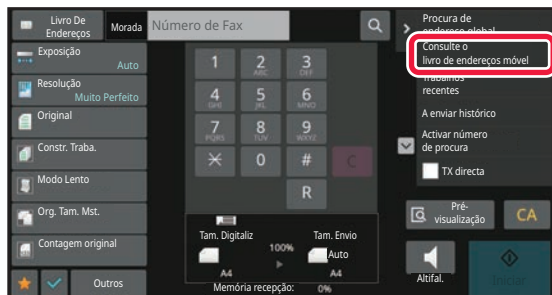 Livro De
Endereços
Morada
Número de Fax
Exposição
Auto
Resolução
Muito Perfeito
Original
Constr. Traba.
Modo Lento
Org. Tam. Mst.
Contagem original
Outros
1
2
ABC
3
DEF
4
GHI
5
JKL
6
MNO
7
PQRS
8
TUV
9
WXYZ
0
#
C
R
Tam. Digitaliz
Tam. Envio
100%
Auto
A4
A4
Memória recepção:
0%
Procura de
endereço global
Consulte o
livro de endereços móvel
Trabalhos
recentes
A enviar histórico
Activar número
de procura
TX directa
Pré-
visualização
CA
Altifal.
Iniciar